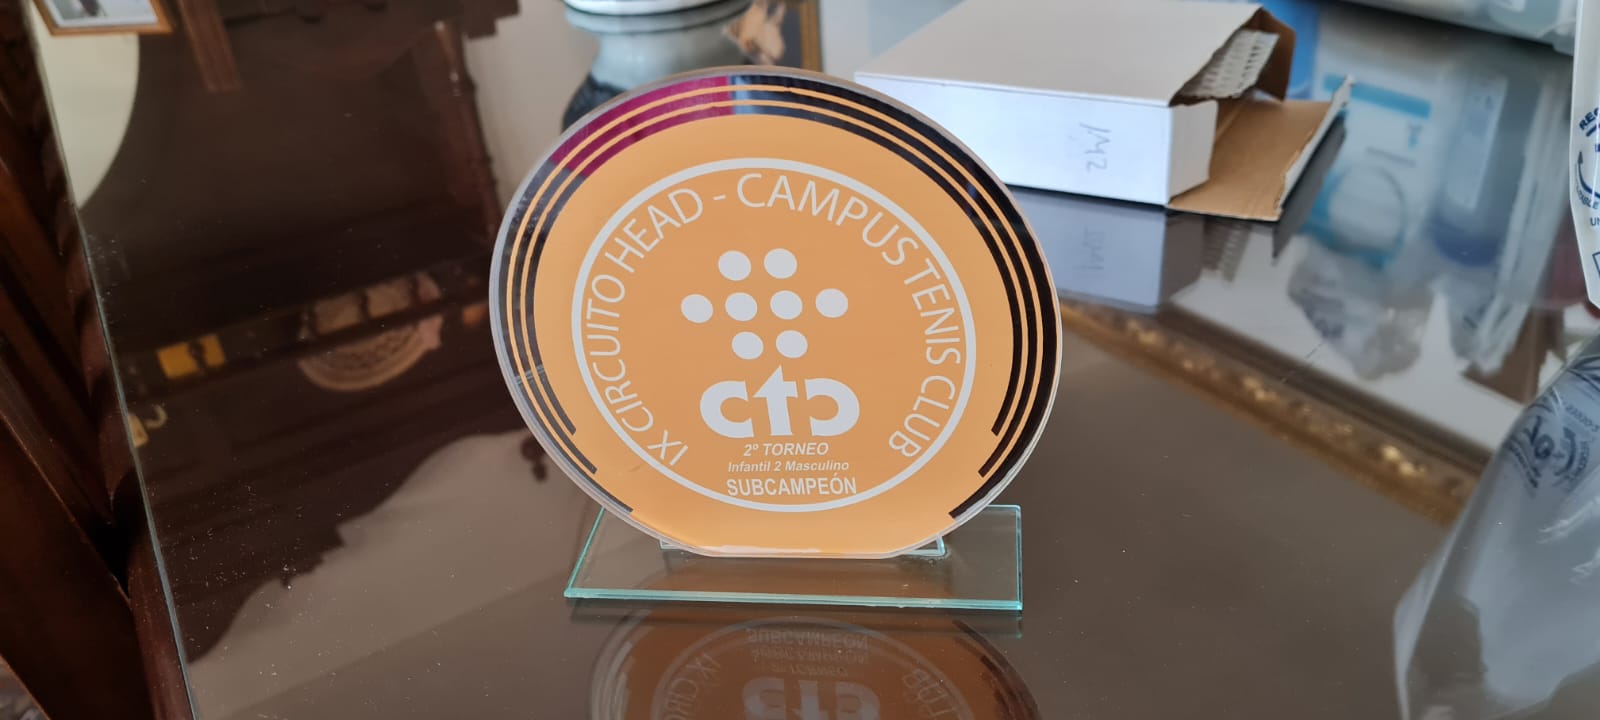 IX CIRCUITO HEAD - CAMPUS TENIS CLUB
ctc
2º TORNEO
Infantil 2 Masculino
SUBCAMPEÓN